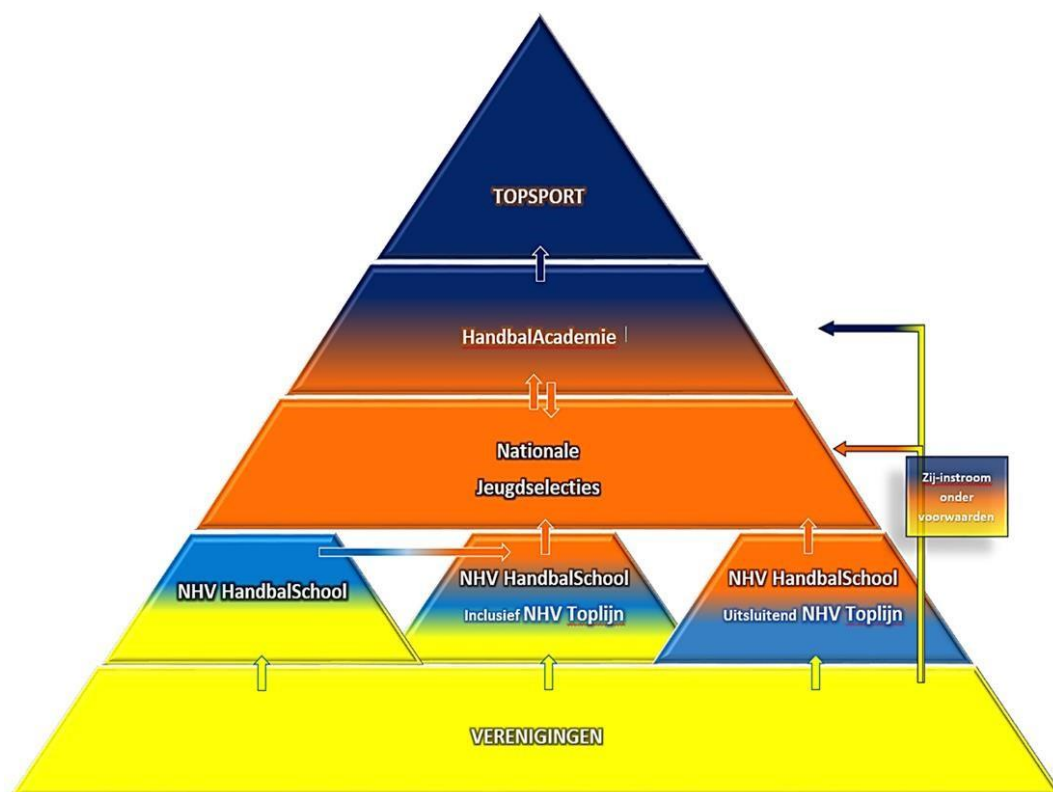 TOPSPORT
HandbalAcademie
Nationale
Jeugdselecties
Zij-instroom
onder
voorwaarden
NHV HandbalSchool
NHV HandbalSchool
Inclusief NHV Toplijn
NHV HandbalSchool
Uitsluitend NHV Toplijn
VERENIGINGEN